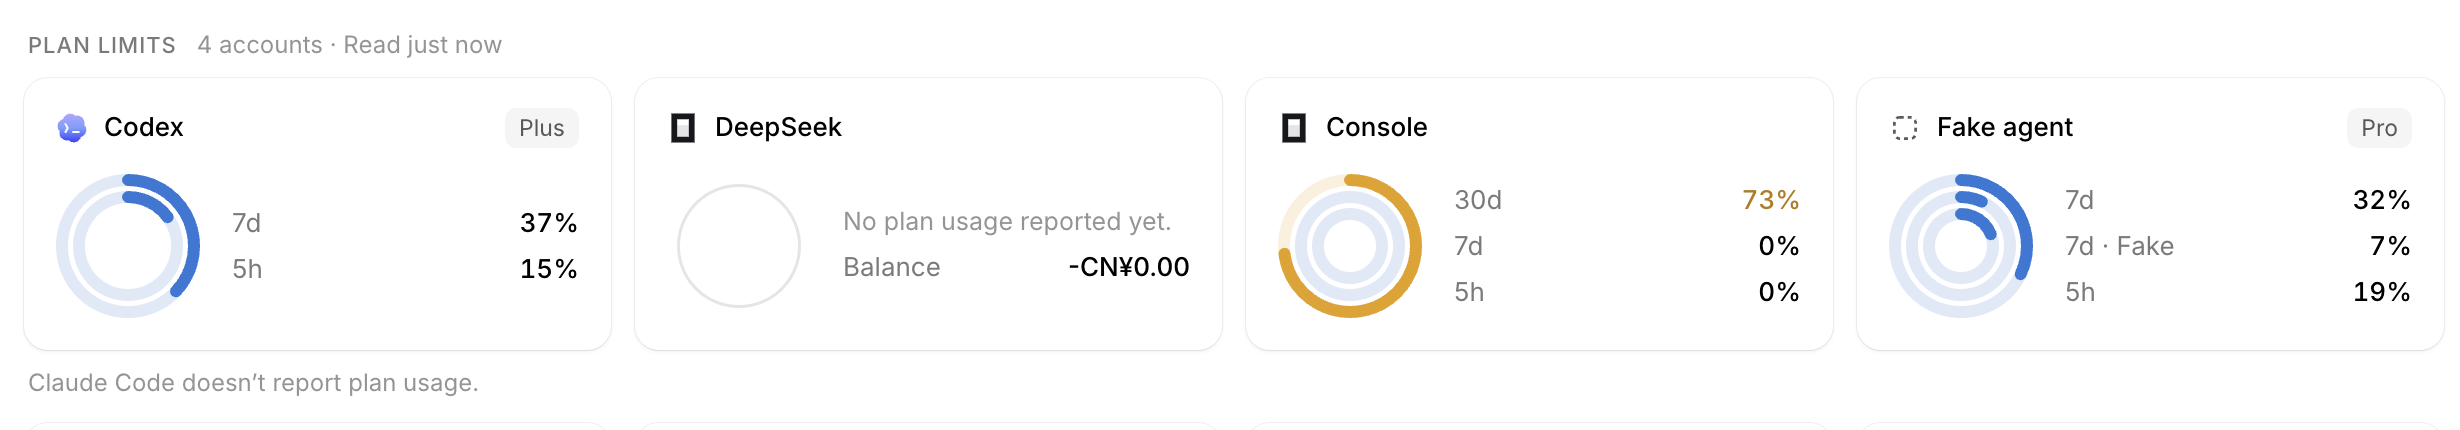 PLAN LIMITS 4 accounts · Read just now
Codex Plus
7d 37%
5h 15%
DeepSeek
No plan usage reported yet.
Balance -CN¥0.00
Console
30d 73%
7d 0%
5h 0%
Fake agent Pro
7d 32%
7d · Fake 7%
5h 19%
Claude Code doesn’t report plan usage.